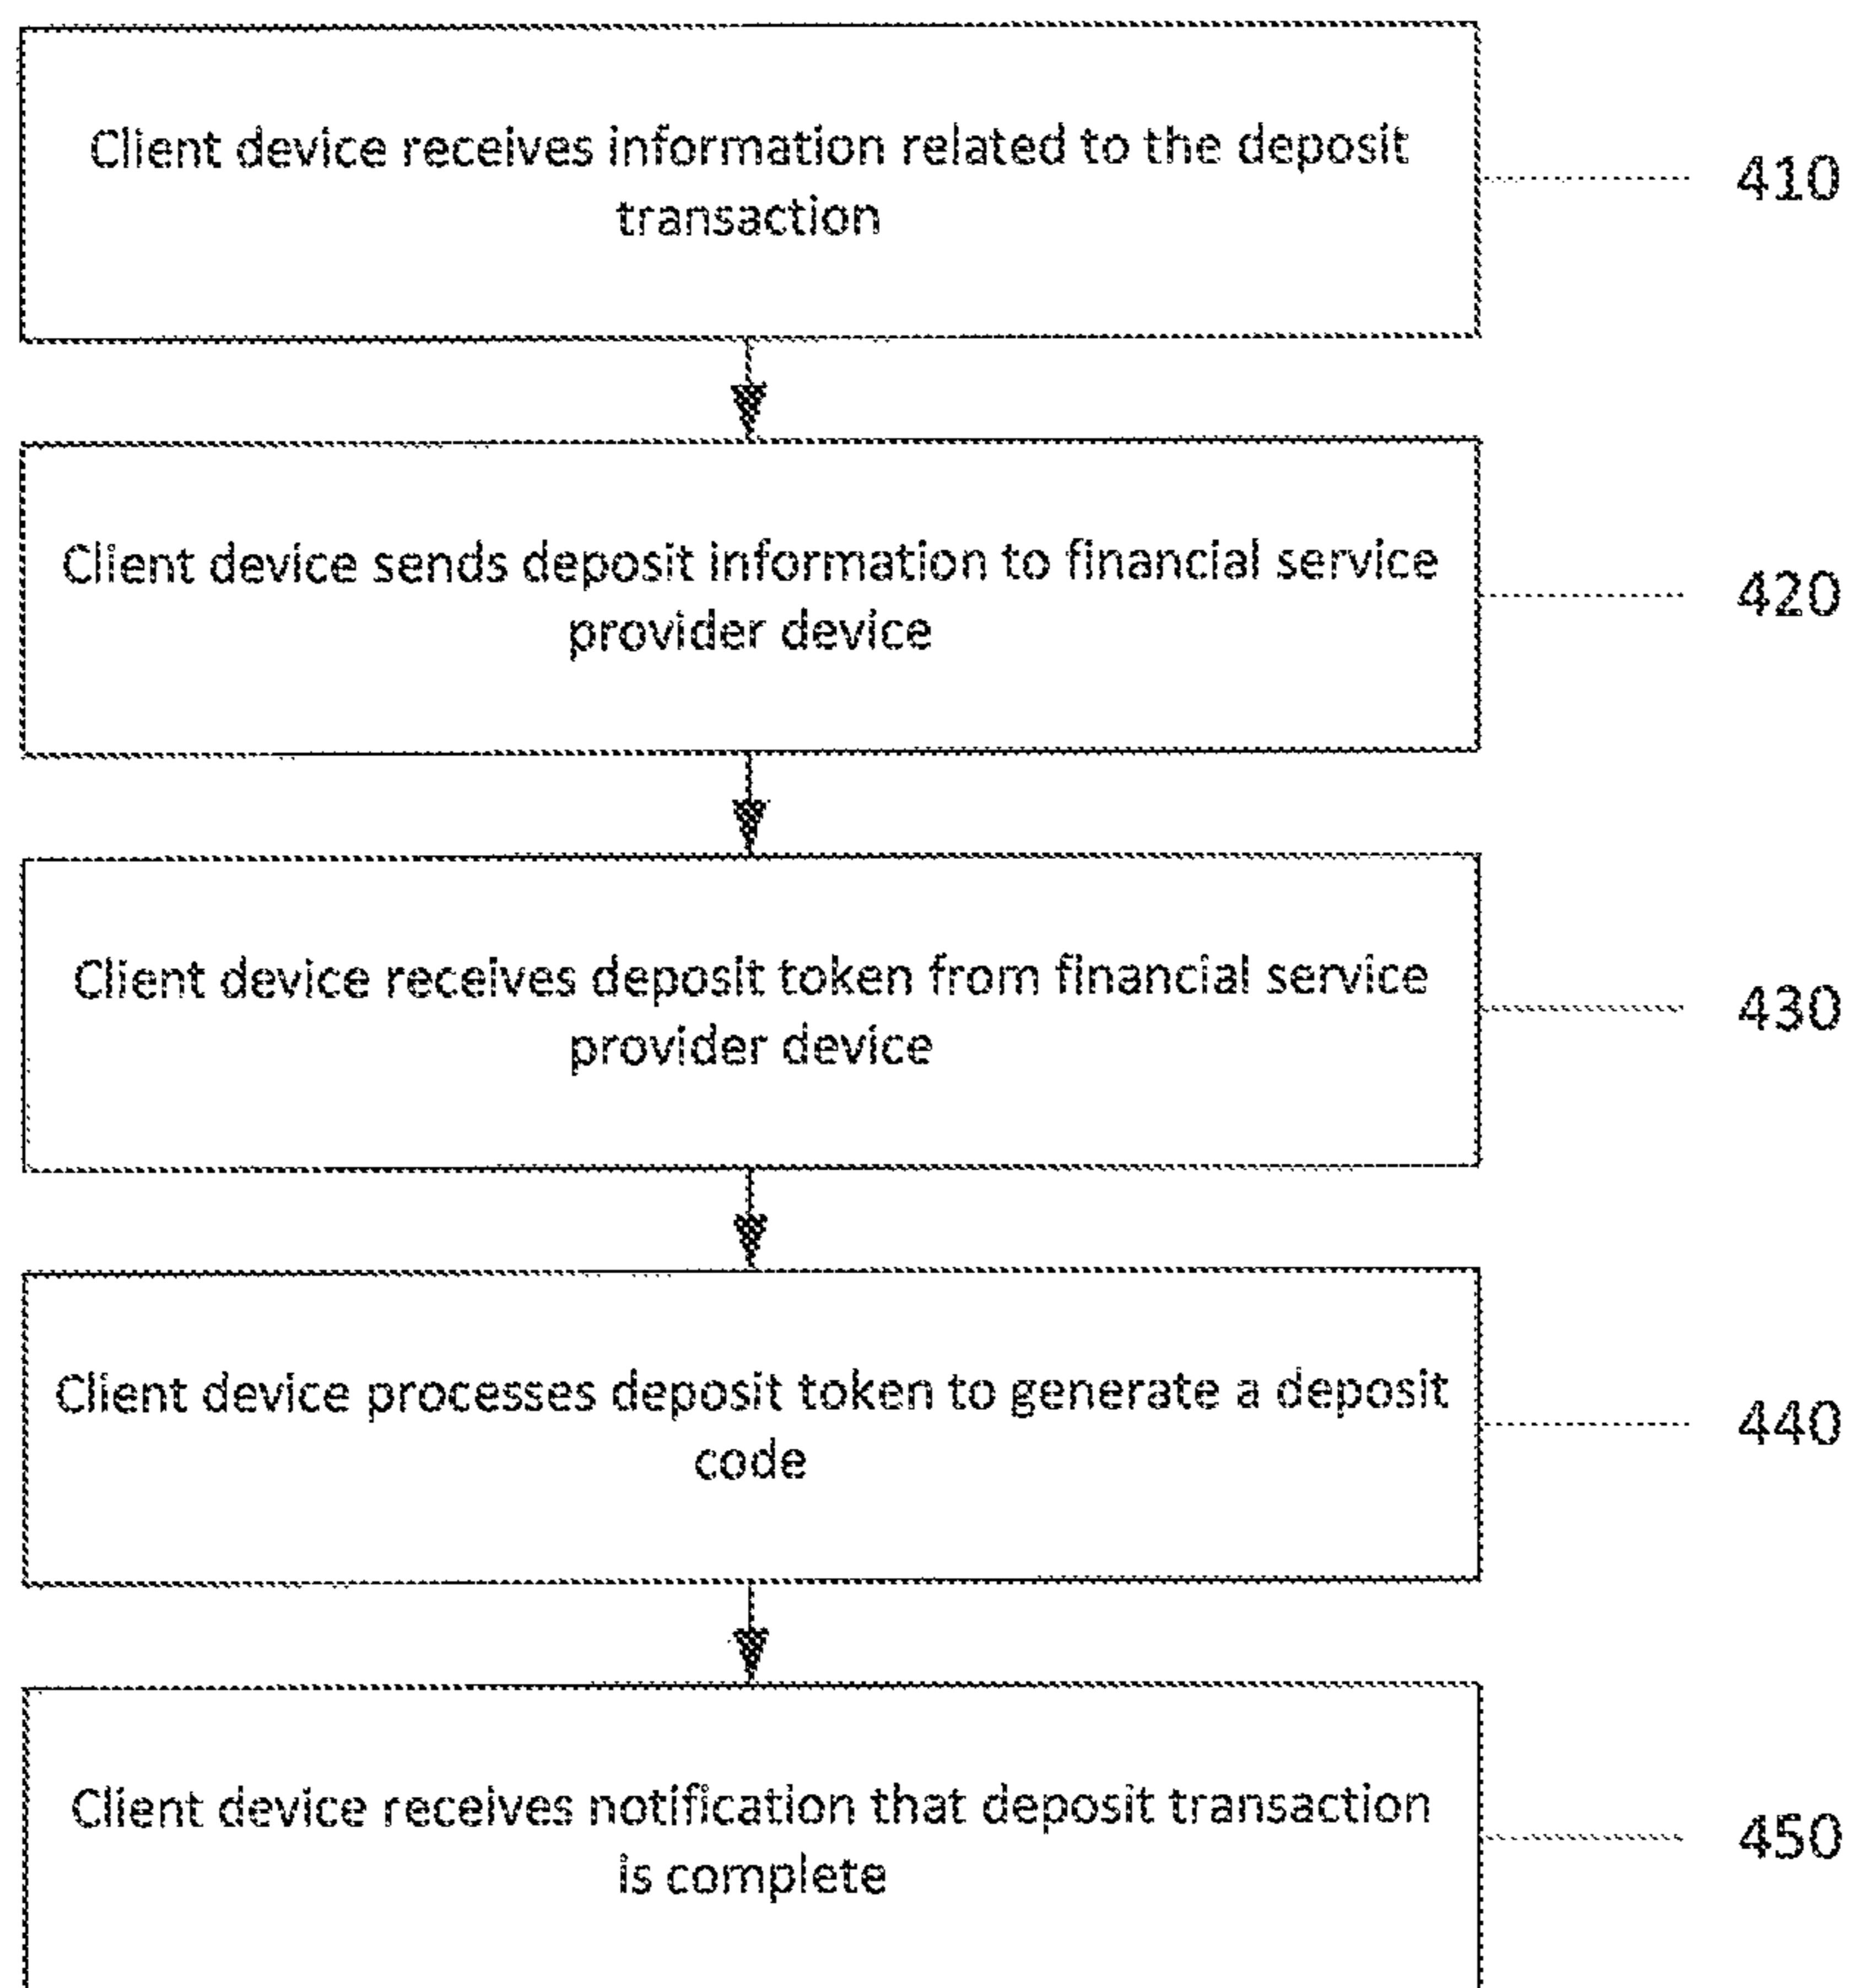 Client device receives information related to the deposit
transaction
410
Client device sends deposit information to financial service
provider device
420
Client device receives deposit token from financial service
provider device
430
Client device processes deposit token to generate a deposit
code
440
Client device receives notification that deposit transaction
is complete
450